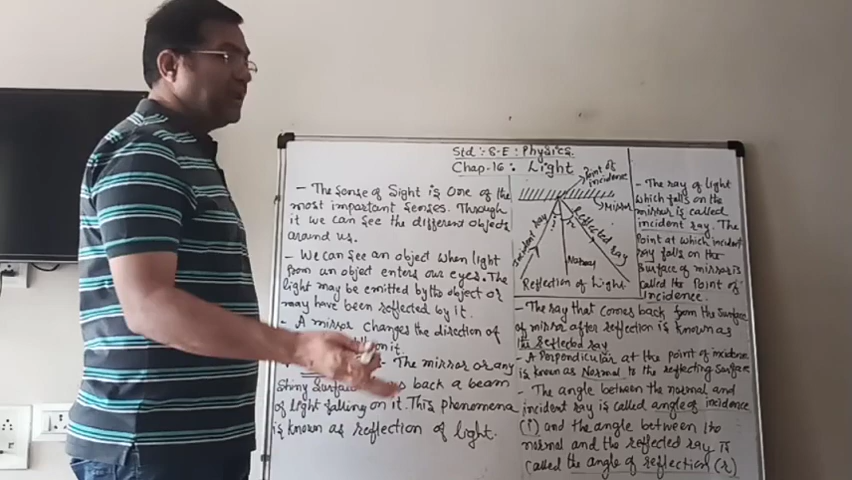 Std : 8-E : Physics.
Chap-16 : Light
- The sense of Sight is one of the
most important senses. Through
it we can see the different objects
around us.
- We can see an object when light
from an object enters our eyes. The
light may be emitted by the object or
may have been reflected by it.
A mirror changes the direction of
on it.
- The mirror or any
Shiny Surface back a beam
of light falling on it. This phenomena
is known as reflection of light.
Point of
incidence
Mirror
Incident ray
Reflected ray
i
r
Normay
Reflection of Light
- The ray of light
which falls on the
mirror is called
incident ray. The
Point at which incident
ray falls on the
Surface of mirror is
called the Point of
Incidence.
- The ray that comes back from the Surface
of mirror after reflection is known as
the reflected ray
- A Perpendicular at the point of incidence
is known as Normal to the reflecting Surface
- The angle between the normal and
incident ray is called angle of incidence
(i) and the angle between the
normal and the reflected ray is
called the angle of reflection (r)